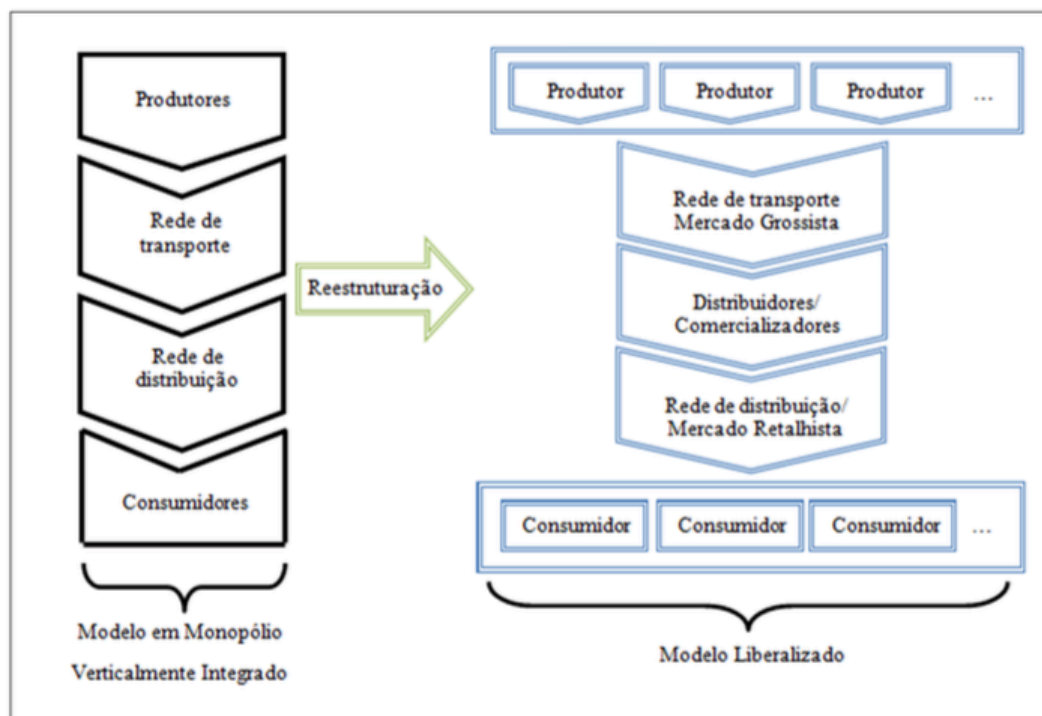 Produtores
Rede de
transporte
Rede de
distribuição
Consumidores
Modelo em Monopólio
Verticalmente Integrado
Reestruturação
Produtor
Produtor
Produtor
...
Rede de transporte
Mercado Grossista
Distribuidores/
Comercializadores
Rede de distribuição/
Mercado Retalhista
Consumidor
Consumidor
Consumidor
...
Modelo Liberalizado